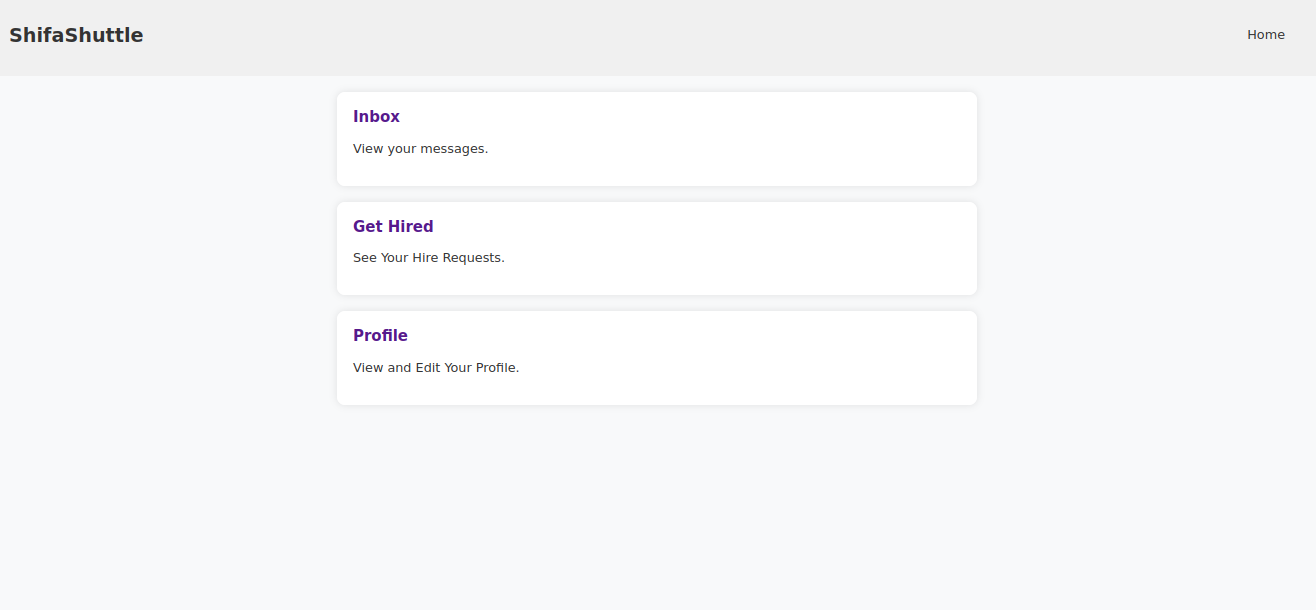 ShifaShuttle
Home
Inbox
View your messages.
Get Hired
See Your Hire Requests.
Profile
View and Edit Your Profile.